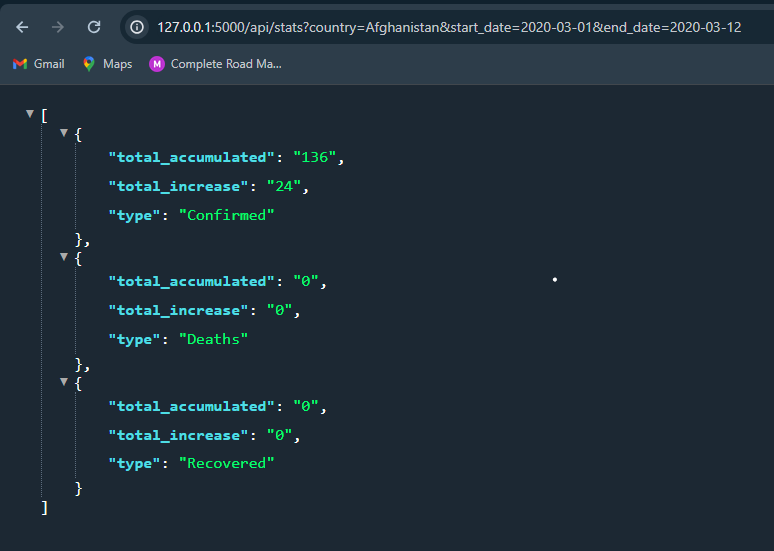 127.0.0.1:5000/api/stats?country=Afghanistan&start_date=2020-03-01&end_date=2020-03-12
Gmail Maps M Complete Road Ma...
[
{
"total_accumulated": "136",
"total_increase": "24",
"type": "Confirmed"
},
{
"total_accumulated": "0",
"total_increase": "0",
"type": "Deaths"
},
{
"total_accumulated": "0",
"total_increase": "0",
"type": "Recovered"
}
]